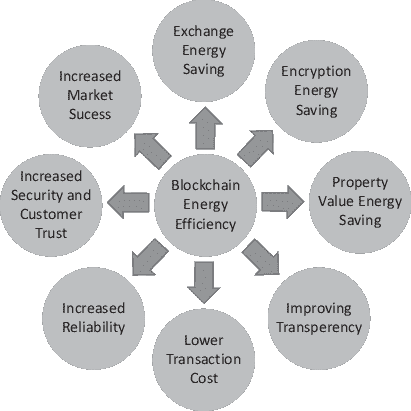 Exchange
Energy
Saving
Encryption
Energy
Saving
Property
Value Energy
Saving
Improving
Transperency
Lower
Transaction
Cost
Increased
Reliability
Increased
Security and
Customer
Trust
Increased
Market
Sucess
Blockchain
Energy
Efficiency